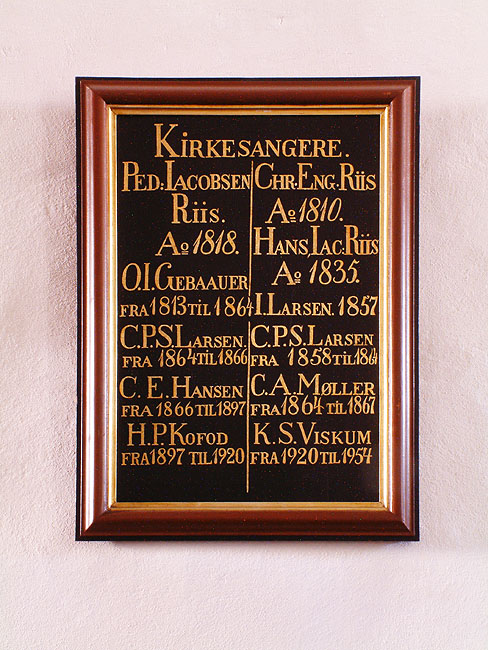 KIRKESANGERE.
PED: IACOBSEN
RIIS.
Ao 1818.
O.I. GEBAAUER
FRA 1813 TIL 1864
C.P.S. LARSEN.
FRA 1864 TIL 1866
C. E. HANSEN
FRA 1866 TIL 1897
H.P. KOFOD
FRA 1897 TIL 1920
CHR. ENG. RIIS
Ao 1810.
HANS, IAC. RIIS
Ao 1835.
I. LARSEN. 1857
C.P.S. LARSEN
FRA 1858 TIL 1864
C.A. MØLLER
FRA 1864 TIL 1867
K.S. VISKUM
FRA 1920 TIL 1954